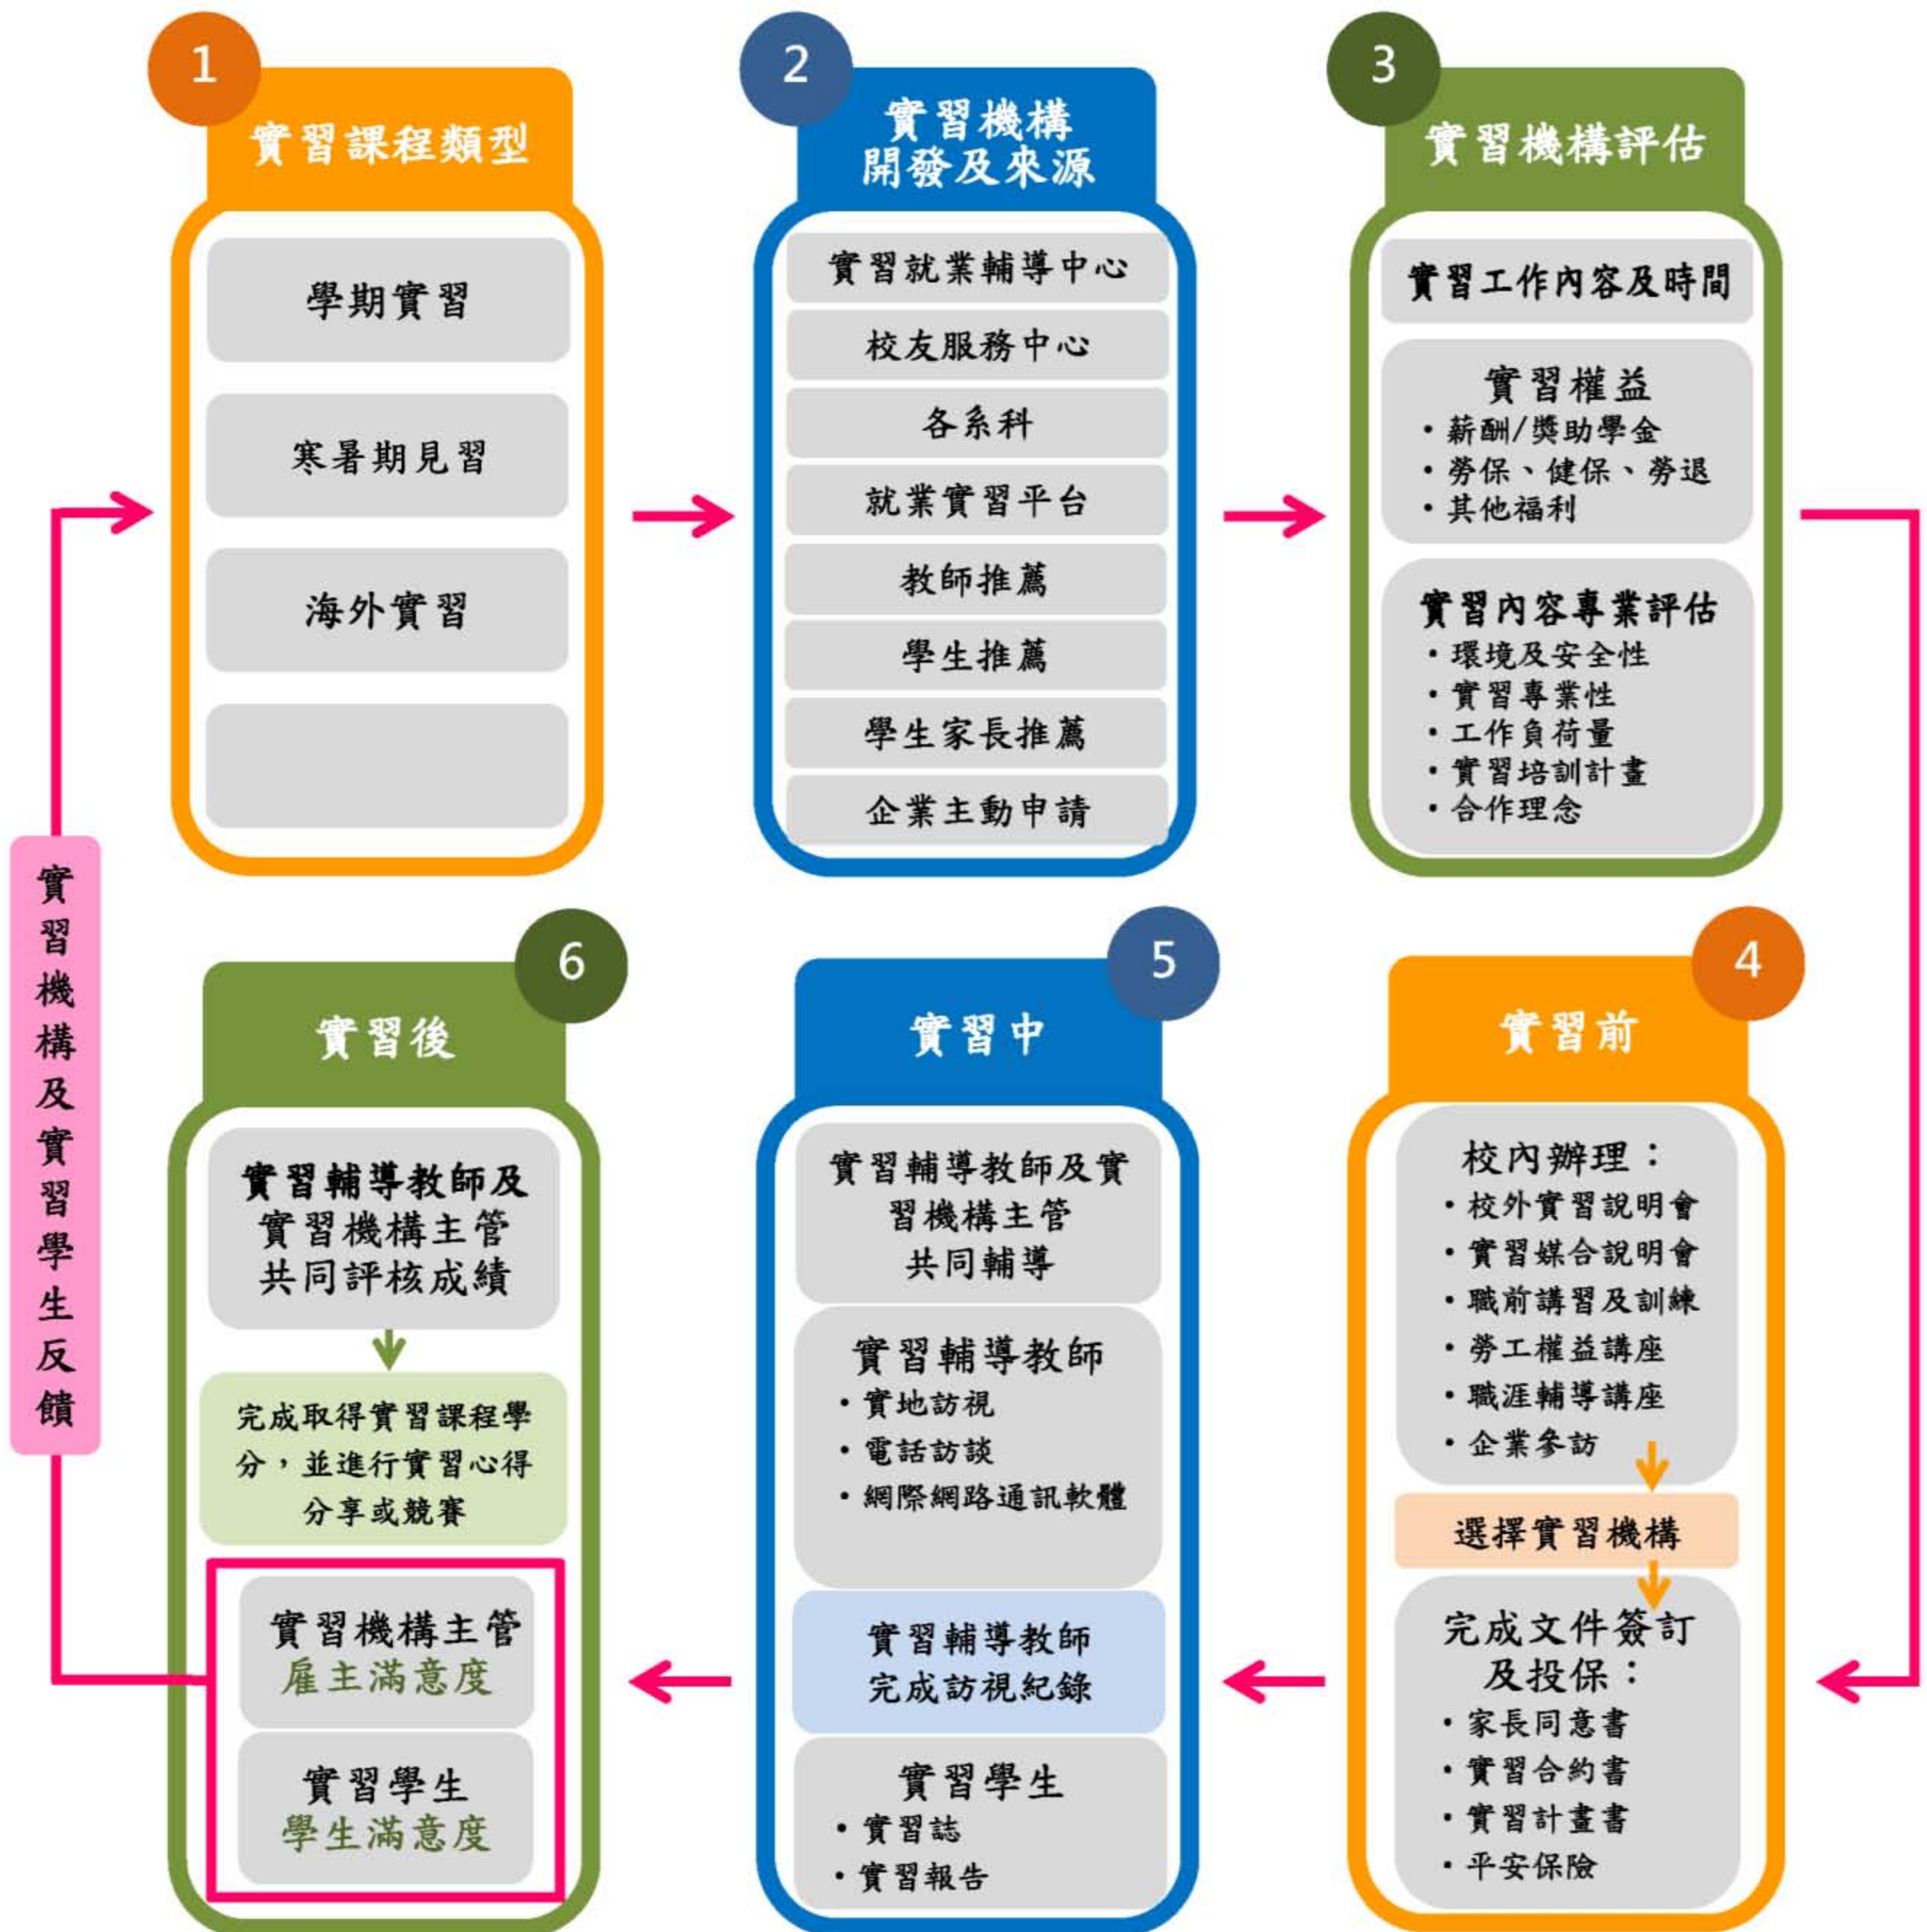 1
實習課程類型
學期實習
寒暑期見習
海外實習
2
實習機構
開發及來源
實習就業輔導中心
校友服務中心
各系科
就業實習平台
教師推薦
學生推薦
學生家長推薦
企業主動申請
3
實習機構評估
實習工作內容及時間
實習權益
・薪酬/獎助學金
・勞保、健保、勞退
・其他福利
實習內容專業評估
・環境及安全性
・實習專業性
・工作負荷量
・實習培訓計畫
・合作理念
4
實習前
校內辦理：
・校外實習說明會
・實習媒合說明會
・職前講習及訓練
・勞工權益講座
・職涯輔導講座
・企業參訪
選擇實習機構
完成文件簽訂
及投保：
・家長同意書
・實習合約書
・實習計畫書
・平安保險
5
實習中
實習輔導教師及實
習機構主管
共同輔導
實習輔導教師
・實地訪視
・電話訪談
・網際網路通訊軟體
實習輔導教師
完成訪視紀錄
實習學生
・實習誌
・實習報告
6
實習後
實習輔導教師及
實習機構主管
共同評核成績
完成取得實習課程學
分，並進行實習心得
分享或競賽
實習機構主管
雇主滿意度
實習學生
學生滿意度
實習機構及實習學生反饋